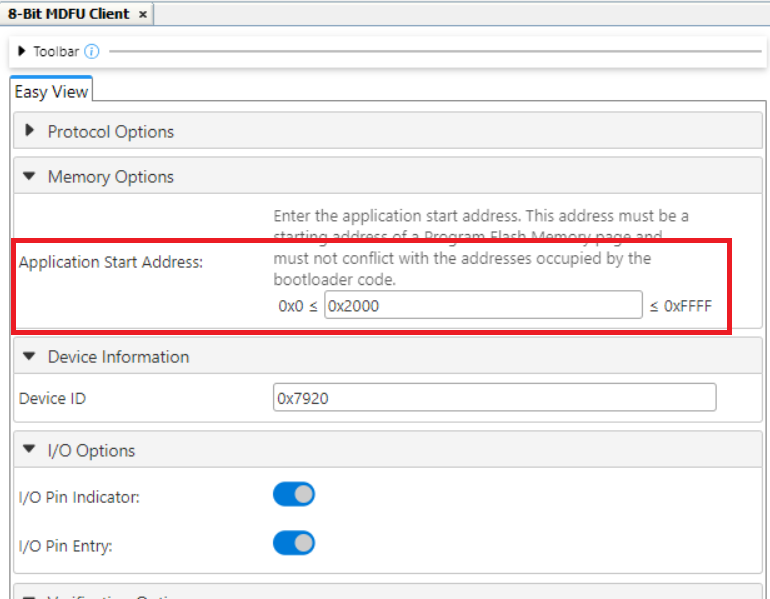 8-Bit MDFU Client ×
Toolbar
Easy View
Protocol Options
Memory Options
Enter the application start address. This address must be a
starting address of a Program Flash Memory page and
Application Start Address:
must not conflict with the addresses occupied by the
bootloader code.
0x0 ≤ 0x2000 ≤ 0xFFFF
Device Information
Device ID 0x7920
I/O Options
I/O Pin Indicator:
I/O Pin Entry: